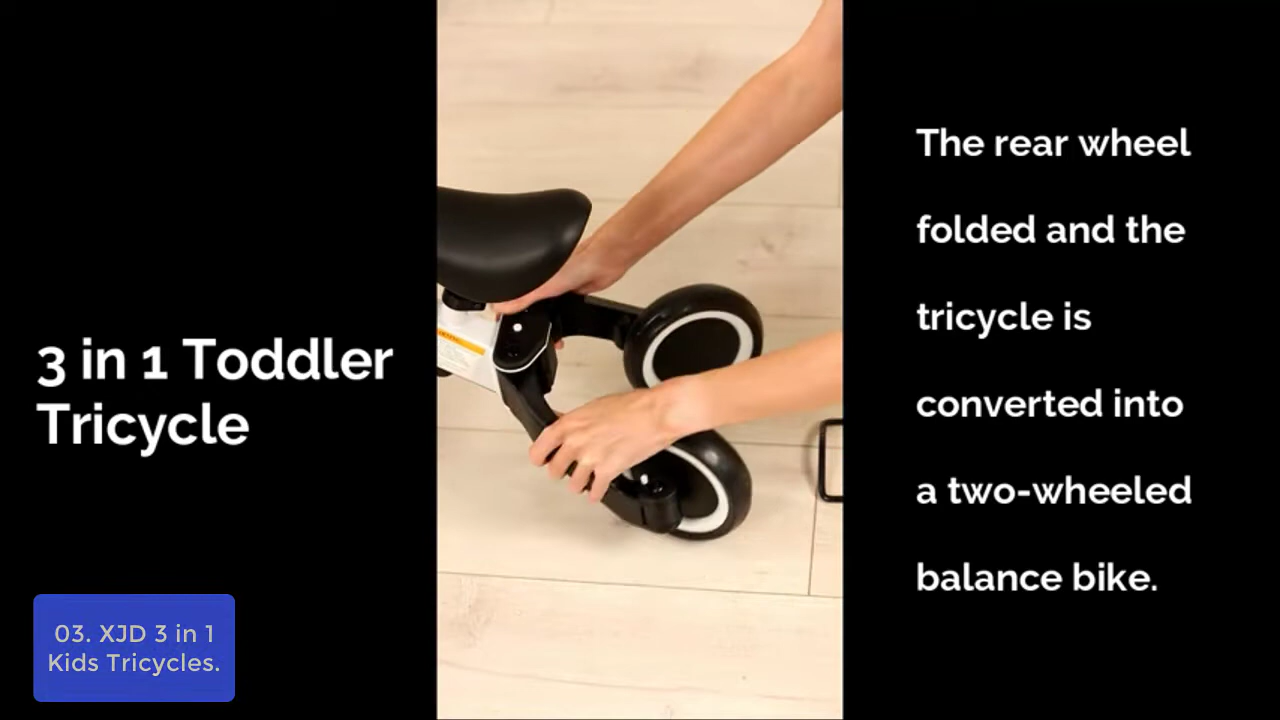 3 in 1 Toddler
Tricycle
The rear wheel
folded and the
tricycle is
converted into
a two-wheeled
balance bike.
03. XJD 3 in 1
Kids Tricycles.